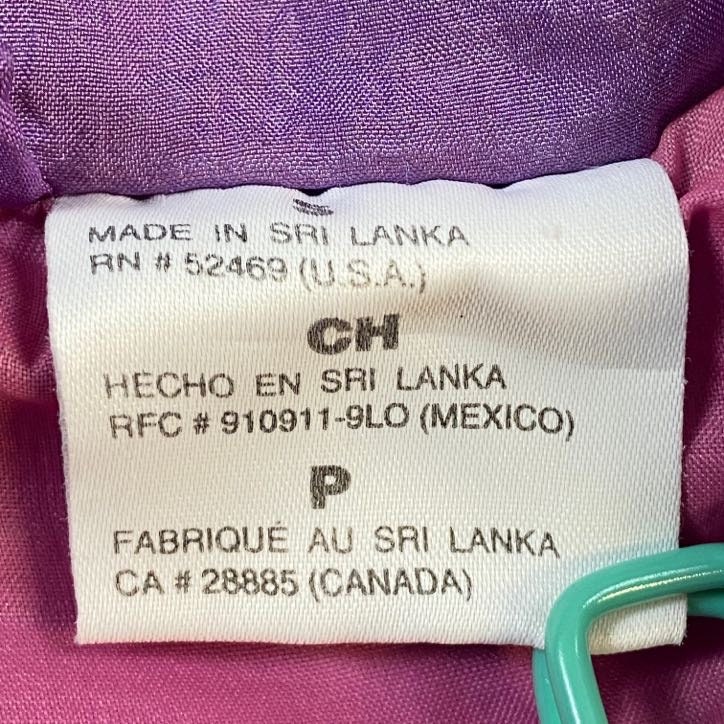 S
MADE IN SRI LANKA
RN # 52469 (U.S.A.)
CH
HECHO EN SRI LANKA
RFC # 910911-9LO (MEXICO)
P
FABRIQUÉ AU SRI LANKA
CA # 28885 (CANADA)